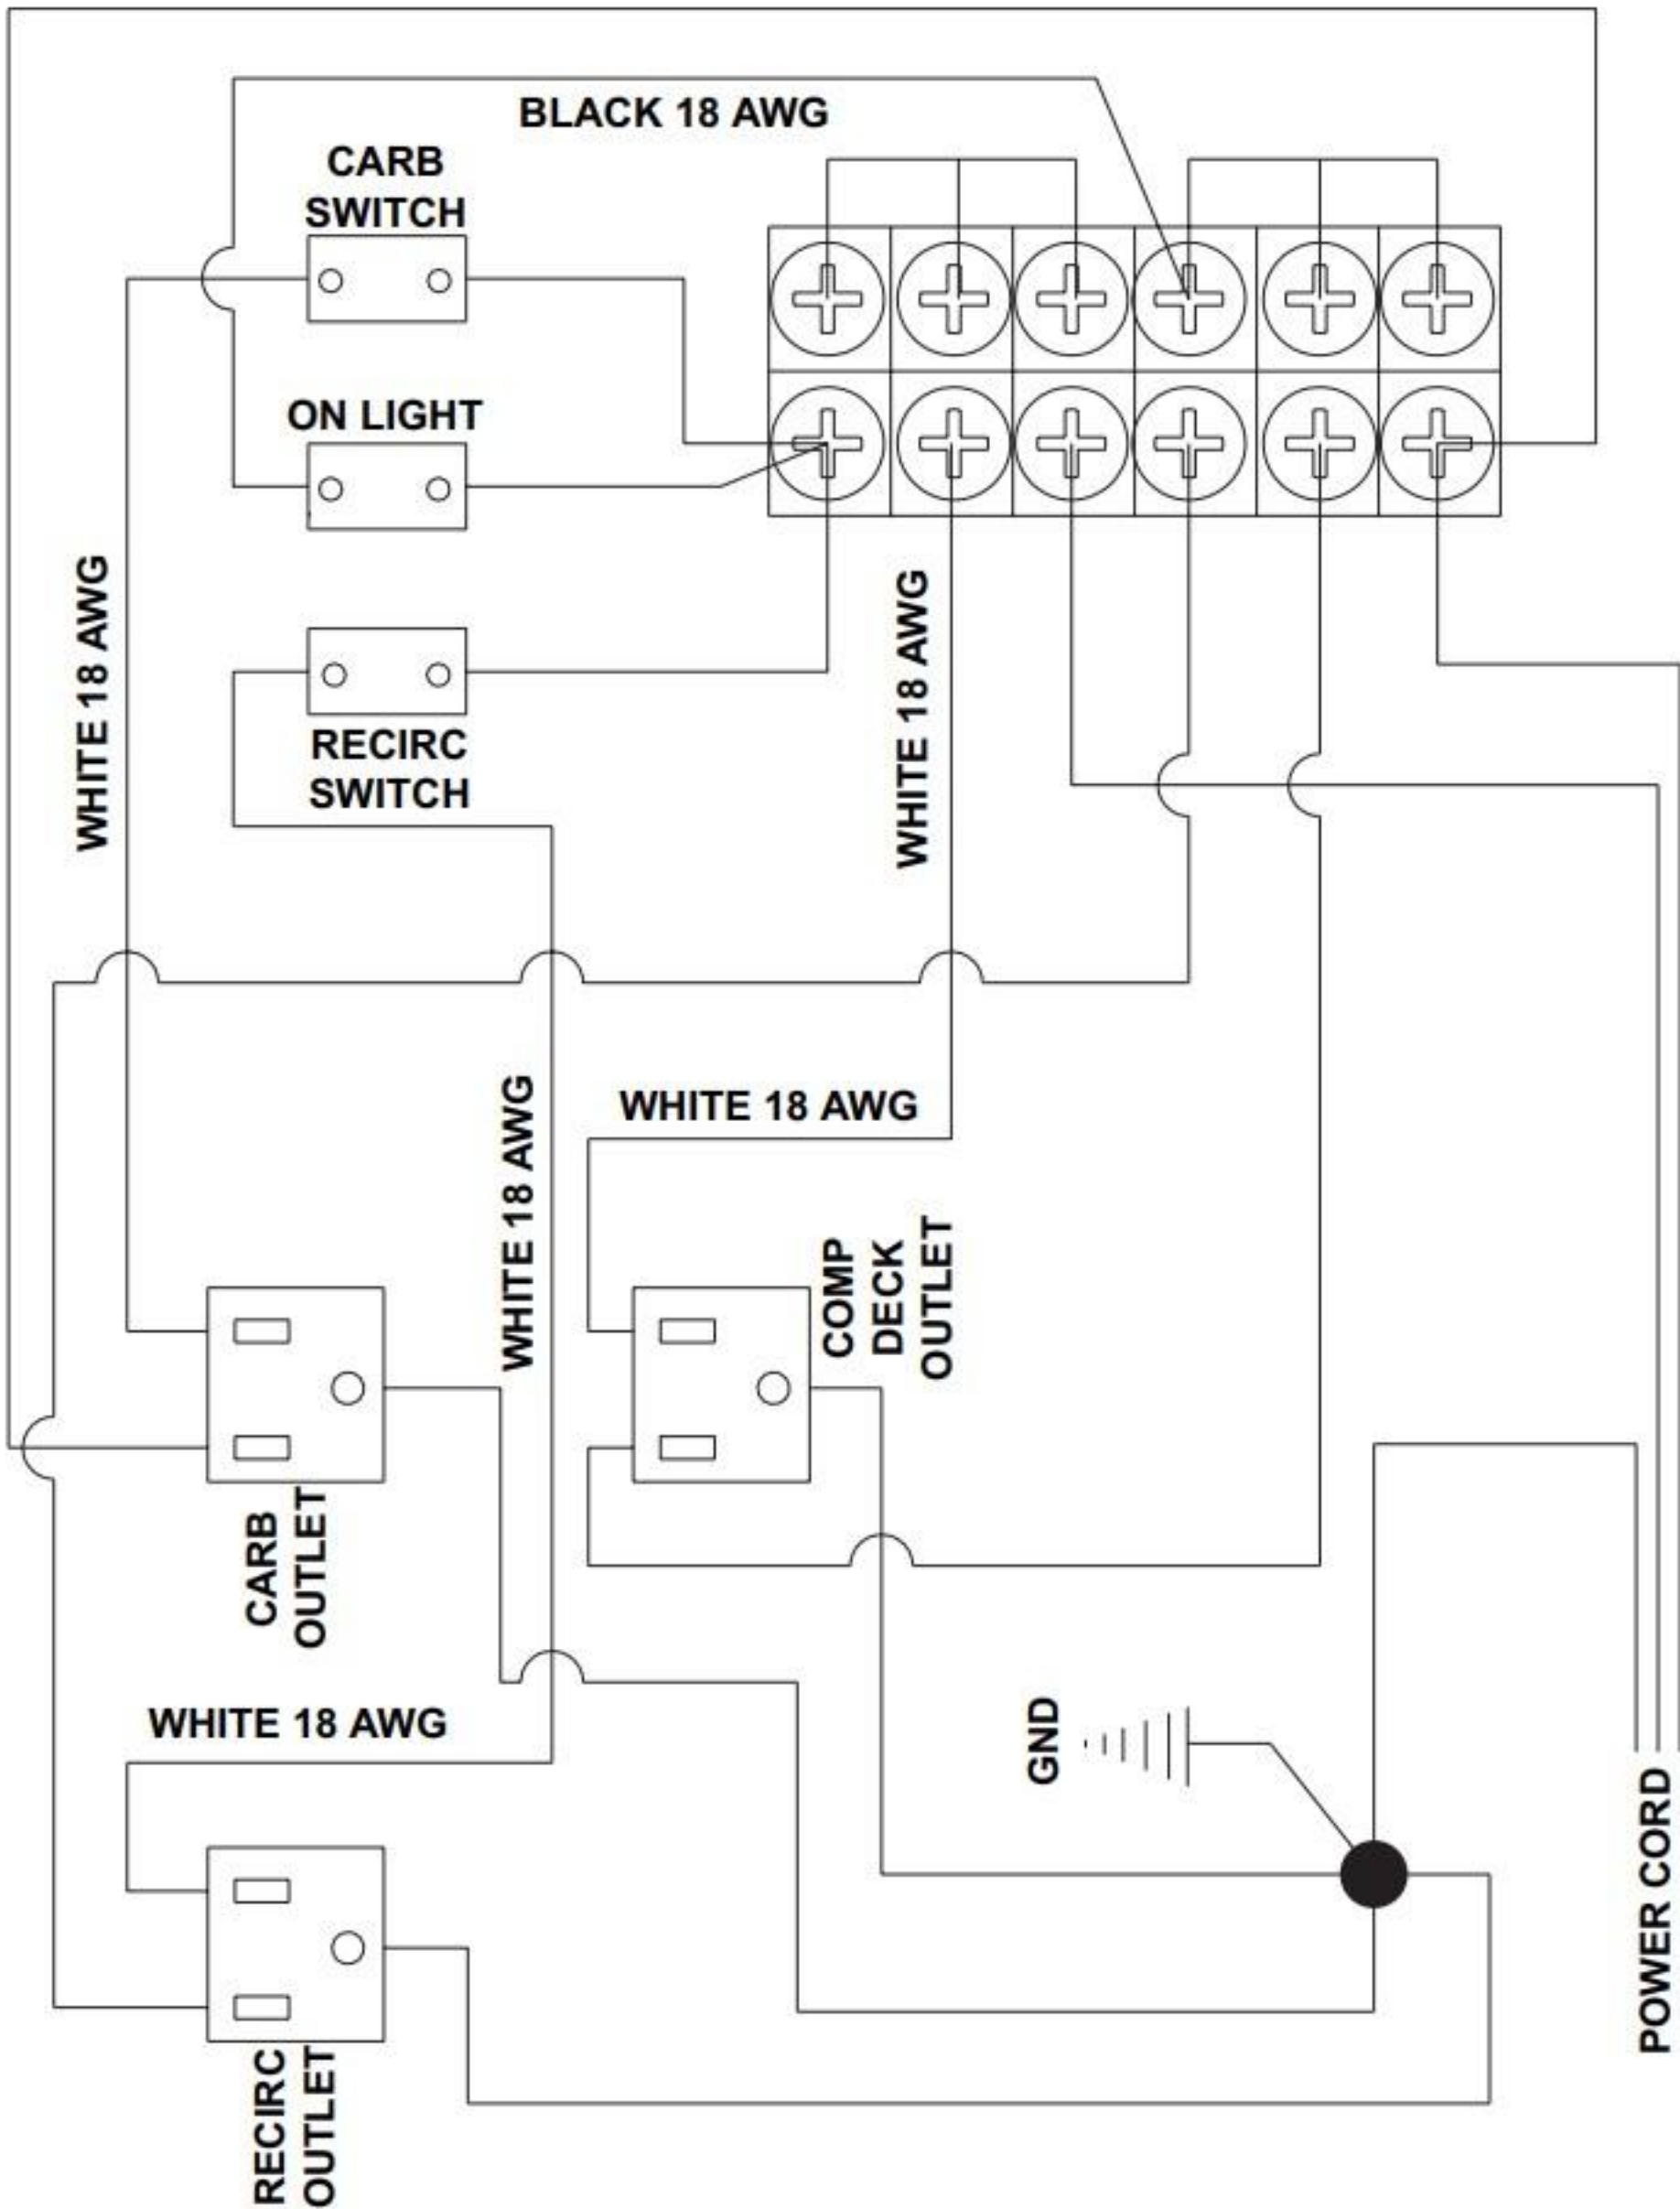 BLACK 18 AWG
CARB
SWITCH
ON LIGHT
WHITE 18 AWG
WHITE 18 AWG
RECIRC
SWITCH
WHITE 18 AWG
WHITE 18 AWG
COMP
DECK
OUTLET
CARB
OUTLET
WHITE 18 AWG
GND
POWER CORD
RECIRC
OUTLET